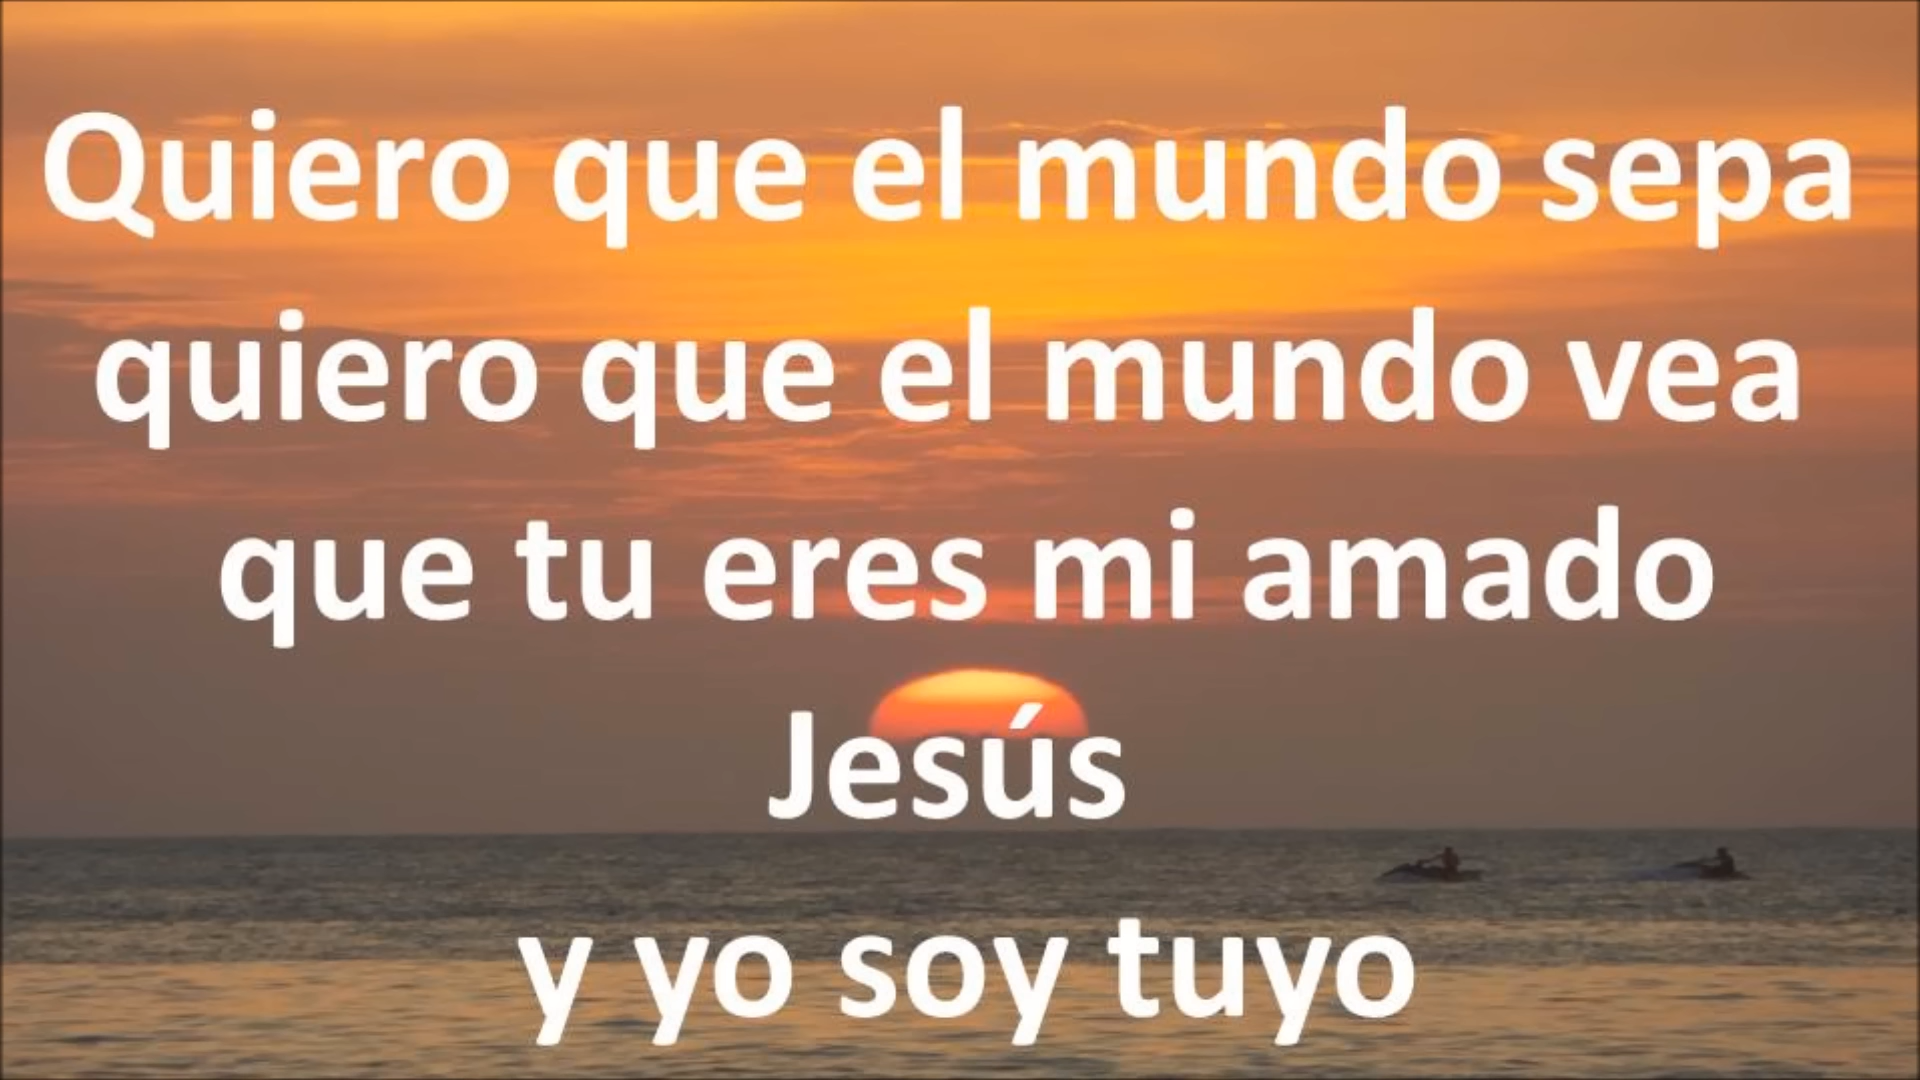 Quiero que el mundo sepa
quiero que el mundo vea
que tu eres mi amado
Jesús
y yo soy tuyo